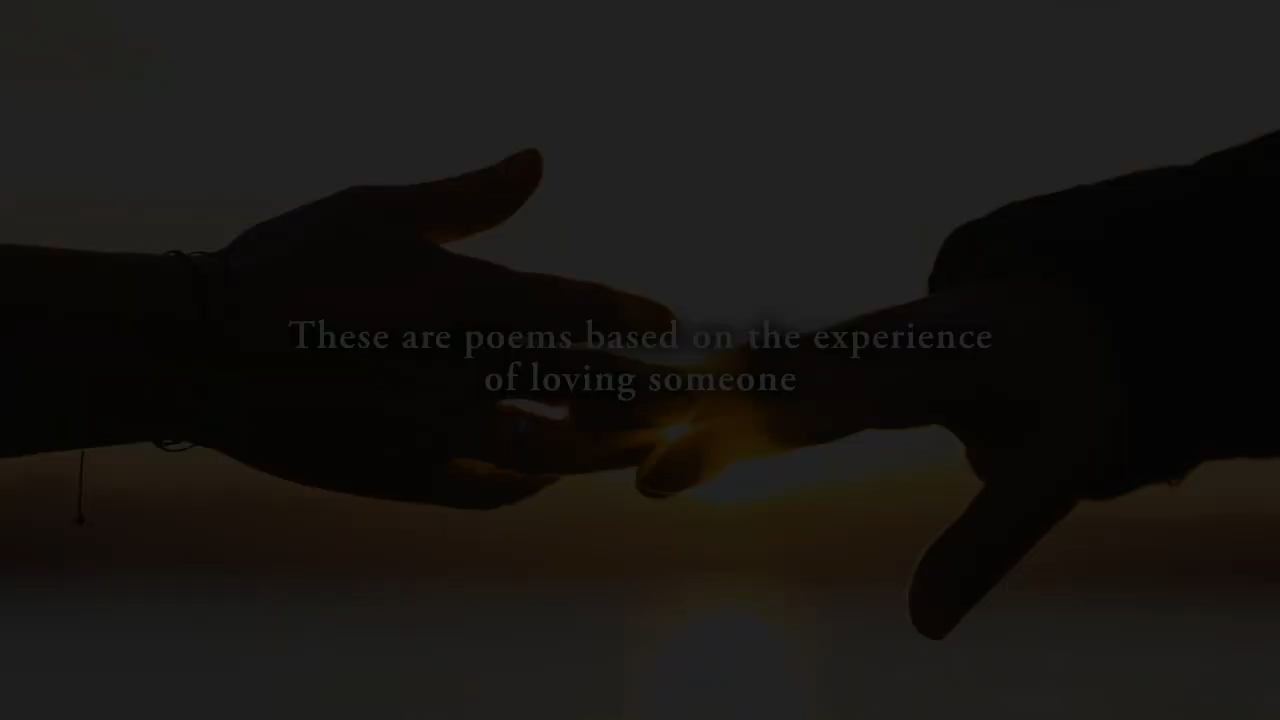 These are poems based on the experience
of loving someone